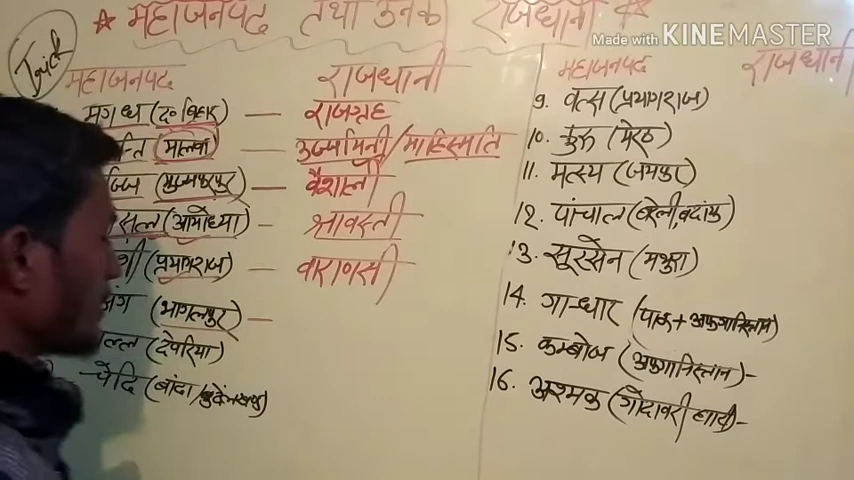 ★ महाजनपद तथा उनके राजधानी ★
Made with KINEMASTER
Trick
महाजनपद राजधानी
मगध (द० बिहार) — राजगृह
न्ति (मालवा) — उज्जयिनी/माहिस्मति
ज्जि (मुजफ्फरपुर) — वैशाली
सल (अयोध्या) — श्रावस्ती
शी (प्रयागराज) — वाराणसी
अंग (भागलपुर) —
ल्ल (देवरिया)
चेदि (बांदा/बुन्देलखण्ड)
महाजनपद राजधानी
9. वत्स (प्रयागराज)
10. कुरू (मेरठ)
11. मत्स्य (जयपुर)
12. पांचाल (बरेली, बदायूं)
13. सूरसेन (मथुरा)
14. गान्धार (पाक + अफगानिस्तान)
15. कम्बोज (अफगानिस्तान) -
16. अश्मक (गोदावरी घाटी) -